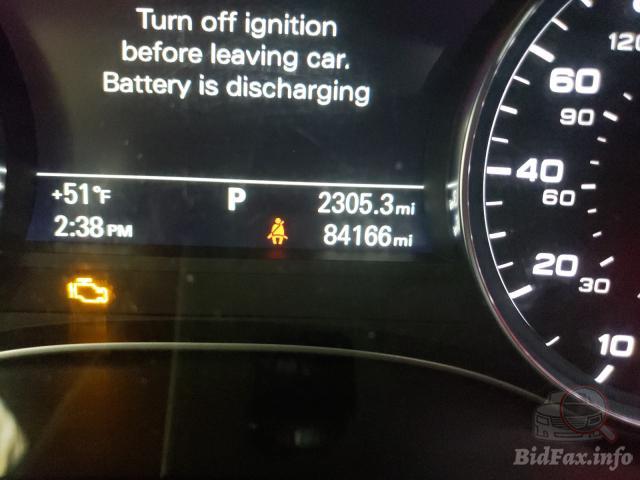 Turn off ignition
before leaving car.
Battery is discharging
+51°F P 2305.3 mi
2:38 PM 84166 mi
120
60
90
40
60
20
30
10
BidFax.info